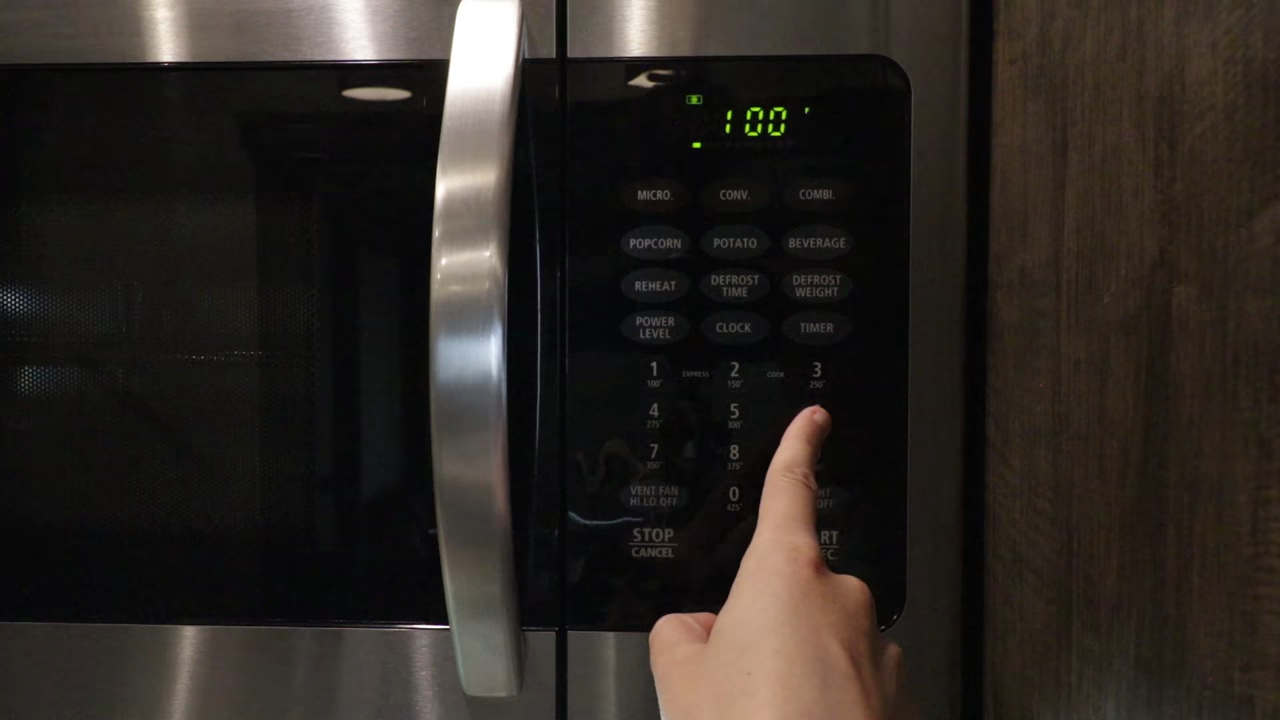 100 °F
MICRO. CONV. COMBI.
POPCORN POTATO BEVERAGE
REHEAT DEFROST TIME DEFROST WEIGHT
POWER LEVEL CLOCK TIMER
1 EXPRESS 2 COOK 3
100° 150° 250°
4 5
275° 300°
7 8
350° 375°
VENT FAN HI.LO.OFF 0
425°
STOP
CANCEL